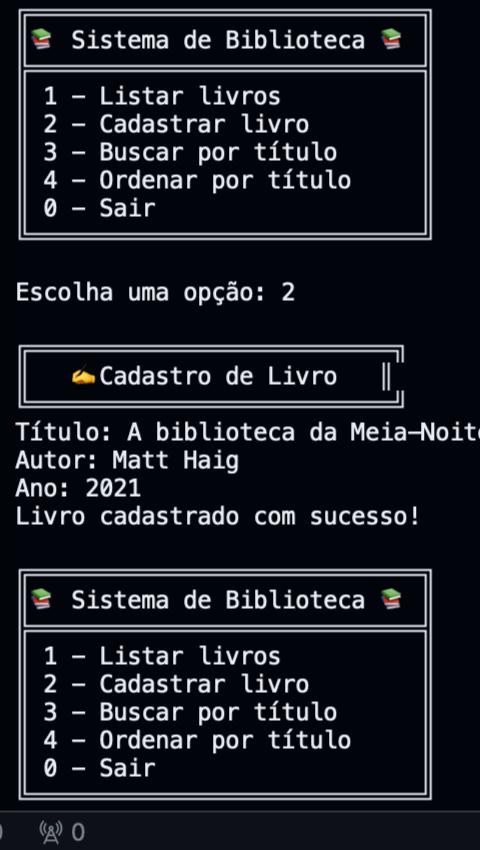 📚 Sistema de Biblioteca 📚
1 – Listar livros
2 – Cadastrar livro
3 – Buscar por título
4 – Ordenar por título
0 – Sair
Escolha uma opção: 2
✍️Cadastro de Livro
Título: A biblioteca da Meia–Noite
Autor: Matt Haig
Ano: 2021
Livro cadastrado com sucesso!
📚 Sistema de Biblioteca 📚
1 – Listar livros
2 – Cadastrar livro
3 – Buscar por título
4 – Ordenar por título
0 – Sair
0